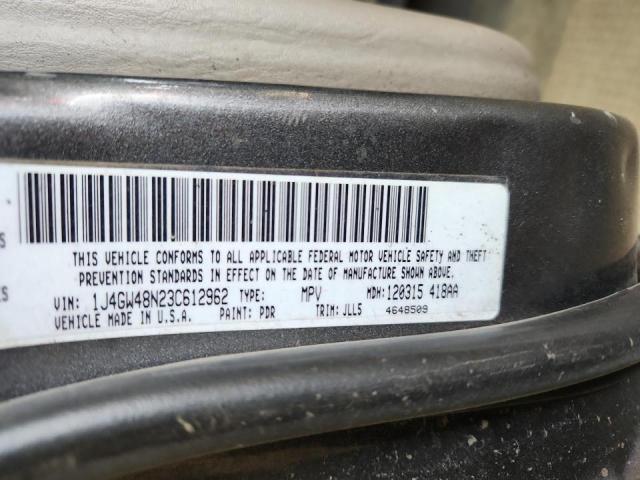 THIS VEHICLE CONFORMS TO ALL APPLICABLE FEDERAL MOTOR VEHICLE SAFETY AND THEFT
PREVENTION STANDARDS IN EFFECT ON THE DATE OF MANUFACTURE SHOWN ABOVE.
VIN: 1J4GW48N23C612962 TYPE: MPV MDH:120315 418AA
VEHICLE MADE IN U.S.A. PAINT: PDR TRIM:JLL5 4648509